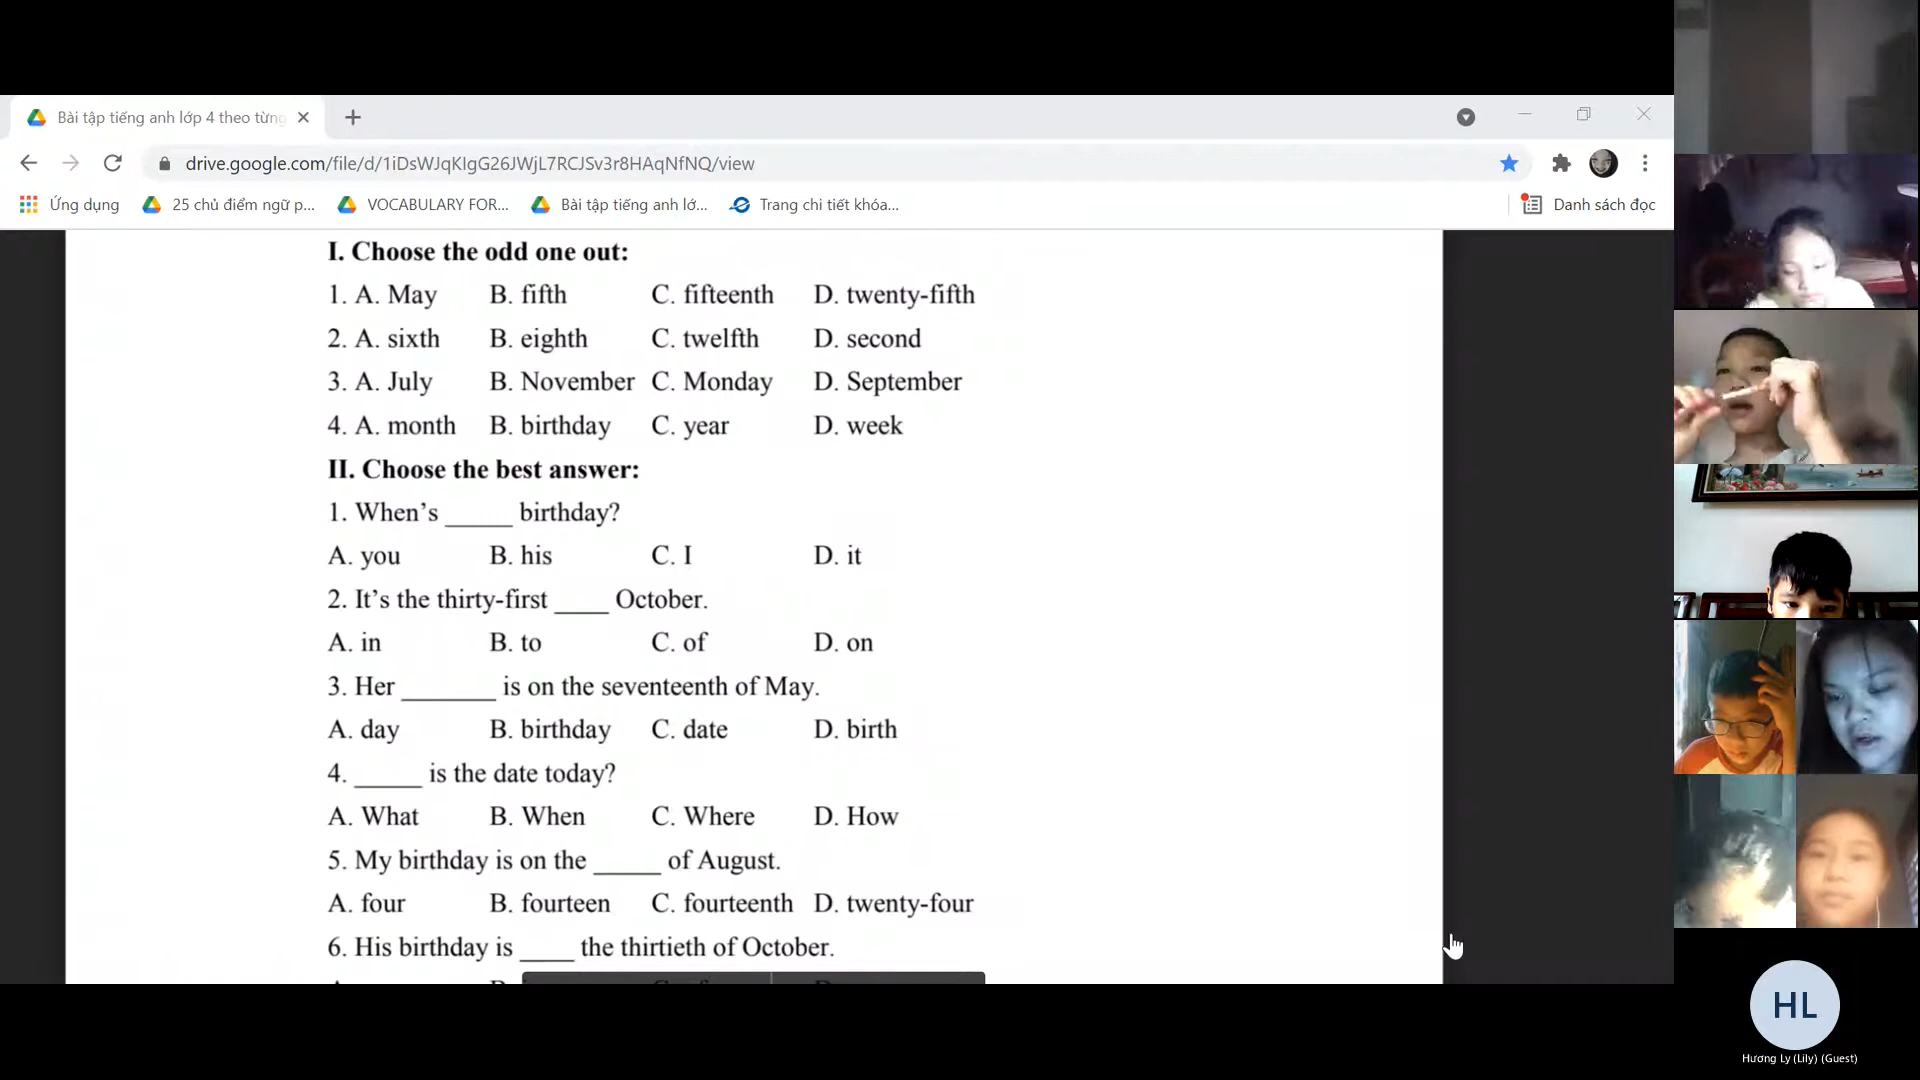 Bài tập tiếng anh lớp 4 theo từng
drive.google.com/file/d/1iDsWJqKIgG26JWjL7RCJSv3r8HAqNfNQ/view
Ứng dụng 25 chủ điểm ngữ p... VOCABULARY FOR... Bài tập tiếng anh lớ... Trang chi tiết khóa... Danh sách đọc
I. Choose the odd one out:
1. A. May B. fifth C. fifteenth D. twenty-fifth
2. A. sixth B. eighth C. twelfth D. second
3. A. July B. November C. Monday D. September
4. A. month B. birthday C. year D. week
II. Choose the best answer:
1. When’s _____ birthday?
A. you B. his C. I D. it
2. It’s the thirty-first ____ October.
A. in B. to C. of D. on
3. Her _______ is on the seventeenth of May.
A. day B. birthday C. date D. birth
4. _____ is the date today?
A. What B. When C. Where D. How
5. My birthday is on the _____ of August.
A. four B. fourteen C. fourteenth D. twenty-four
6. His birthday is ____ the thirtieth of October.
HL
Hương Ly (Lily) (Guest)